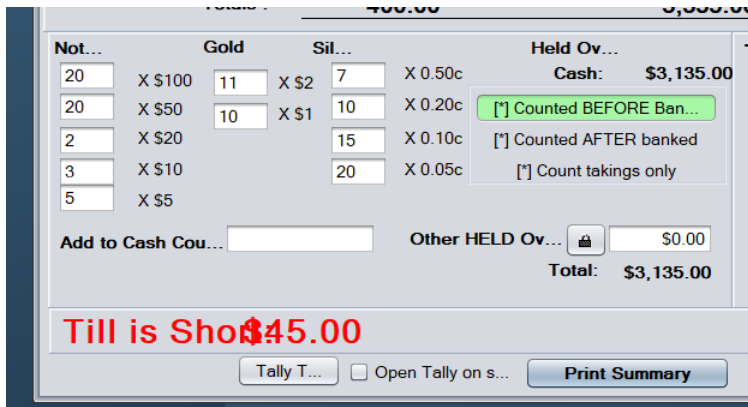 Totals : 400.00
Not... Gold Sil... Held Ov...
20 X $100 11 X $2 7 X 0.50c Cash: $3,135.00
20 X $50 10 X $1 10 X 0.20c [*] Counted BEFORE Ban...
2 X $20 15 X 0.10c [*] Counted AFTER banked
3 X $10 20 X 0.05c [*] Count takings only
5 X $5
Add to Cash Cou... Other HELD Ov... $0.00
Total: $3,135.00
Till is Short: $45.00
Tally T... Open Tally on s... Print Summary